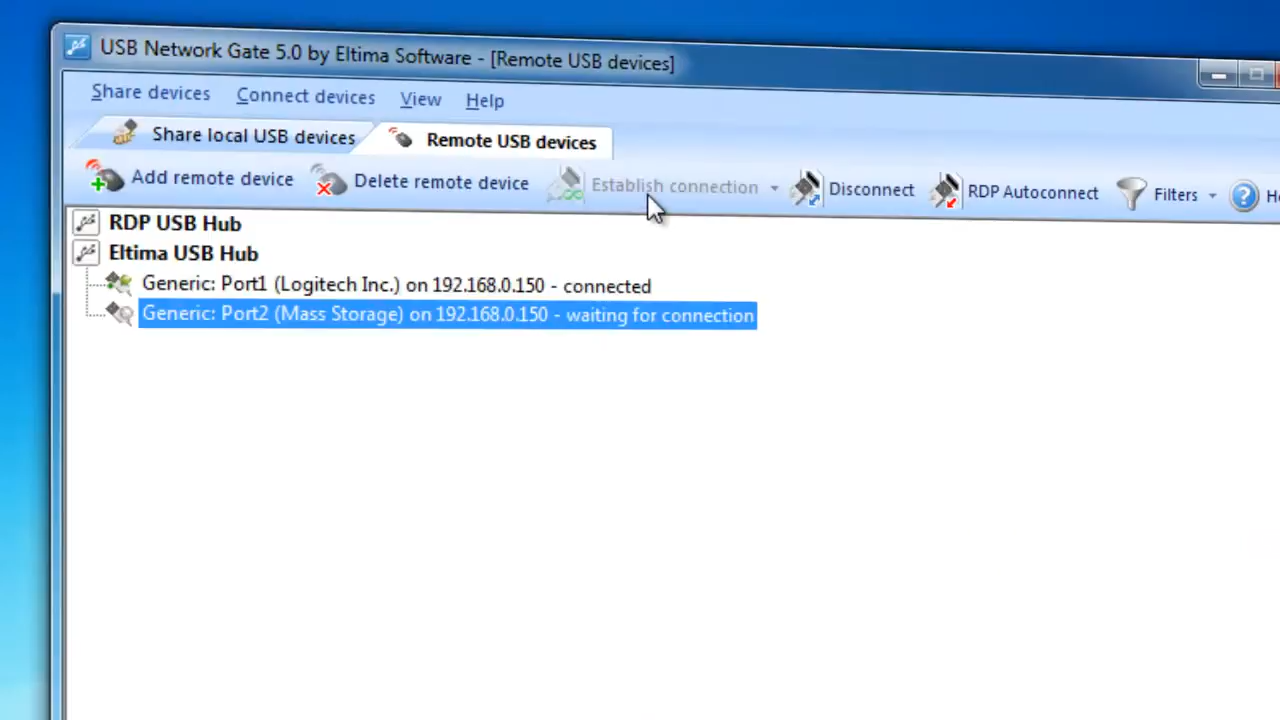 USB Network Gate 5.0 by Eltima Software - [Remote USB devices]
Share devices Connect devices View Help
Share local USB devices Remote USB devices
Add remote device Delete remote device Establish connection Disconnect RDP Autoconnect Filters
RDP USB Hub
Eltima USB Hub
Generic: Port1 (Logitech Inc.) on 192.168.0.150 - connected
Generic: Port2 (Mass Storage) on 192.168.0.150 - waiting for connection